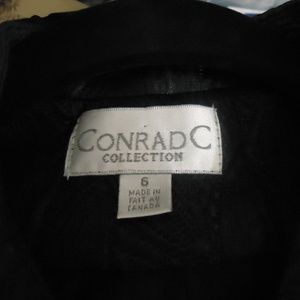 CONRAD C
COLLECTION
6
MADE IN
FAIT AU
CANADA